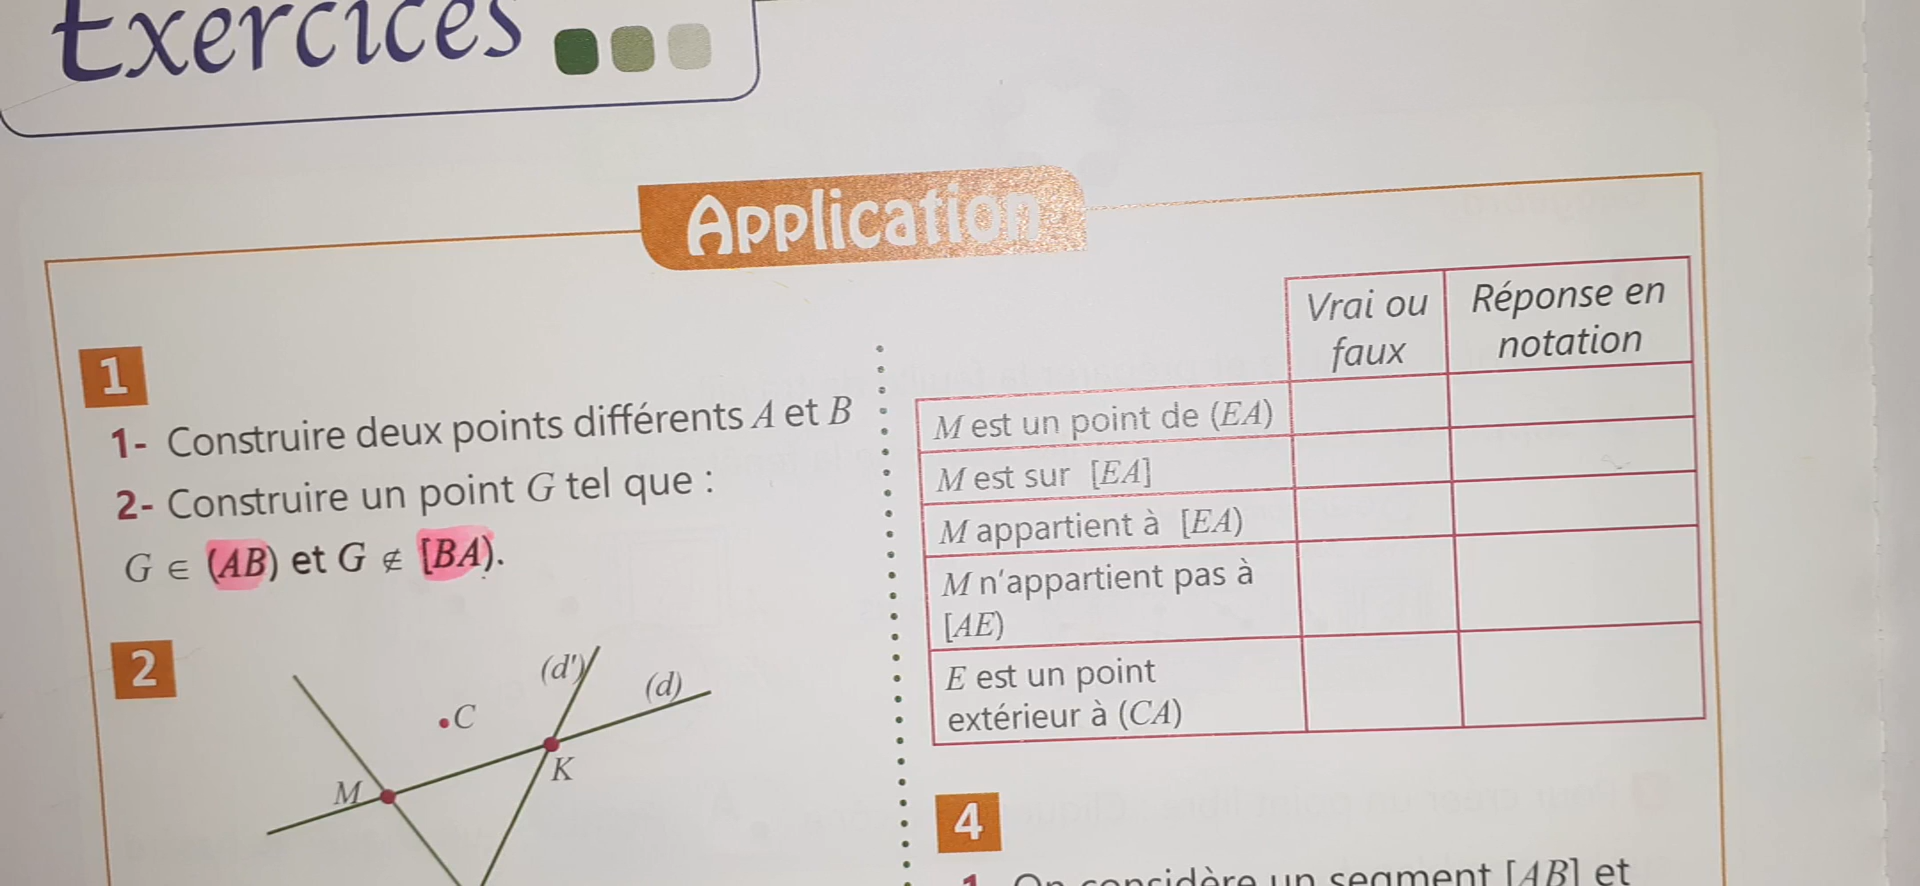 Exercices
Application
1
1- Construire deux points différents A et B
2- Construire un point G tel que :
G ∈ (AB) et G ∉ [BA).
2
(d')
(d)
C
K
M
Vrai ou faux
Réponse en notation
M est un point de (EA)
M est sur [EA]
M appartient à [EA)
M n'appartient pas à
[AE)
E est un point
extérieur à (CA)
4
1 On considère un segment [AB] et